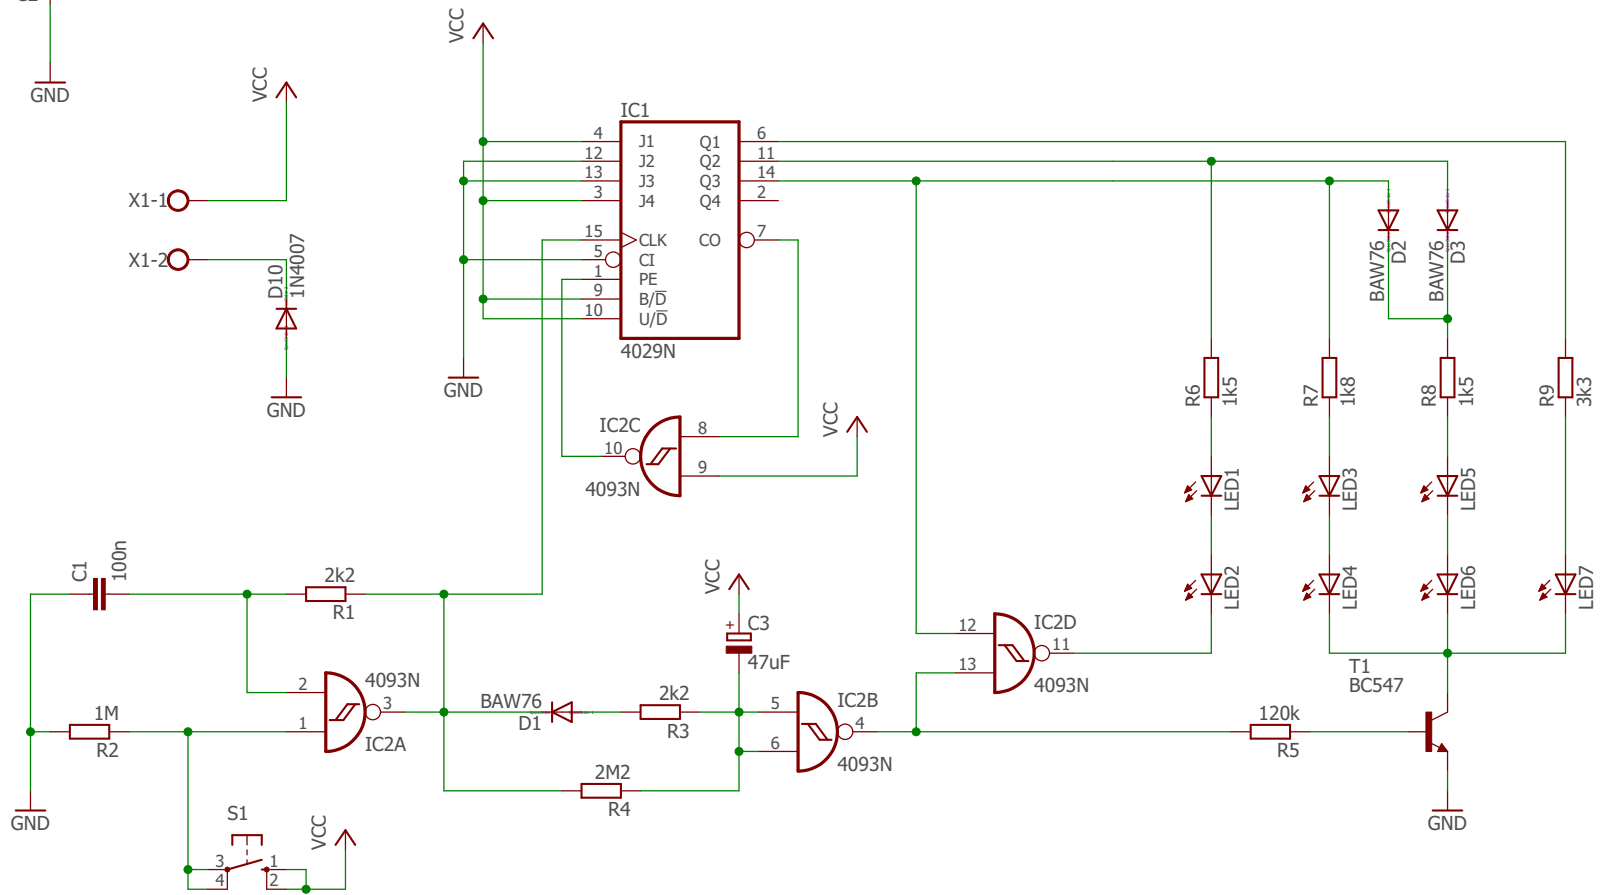 GND
VCC
X1-1
X1-2
D10
1N4007
GND
VCC
IC1
4 J1 Q1 6
12 J2 Q2 11
13 J3 Q3 14
3 J4 Q4 2
15 CLK CO 7
5 CI
1 PE
9 B/D
10 U/D
4029N
GND
IC2C
10
8
9
4093N
VCC
BAW76
D2
BAW76
D3
R6
1k5
R7
1k8
R8
1k5
R9
3k3
LED1
LED3
LED5
LED2
LED4
LED6
LED7
C1
100n
2k2
R1
2
1
4093N
3
IC2A
1M
R2
GND
S1
3 1
4 2
VCC
BAW76
D1
2k2
R3
2M2
R4
VCC
+
C3
47uF
5
6
IC2B
4
4093N
12
13
IC2D
11
4093N
120k
R5
T1
BC547
GND